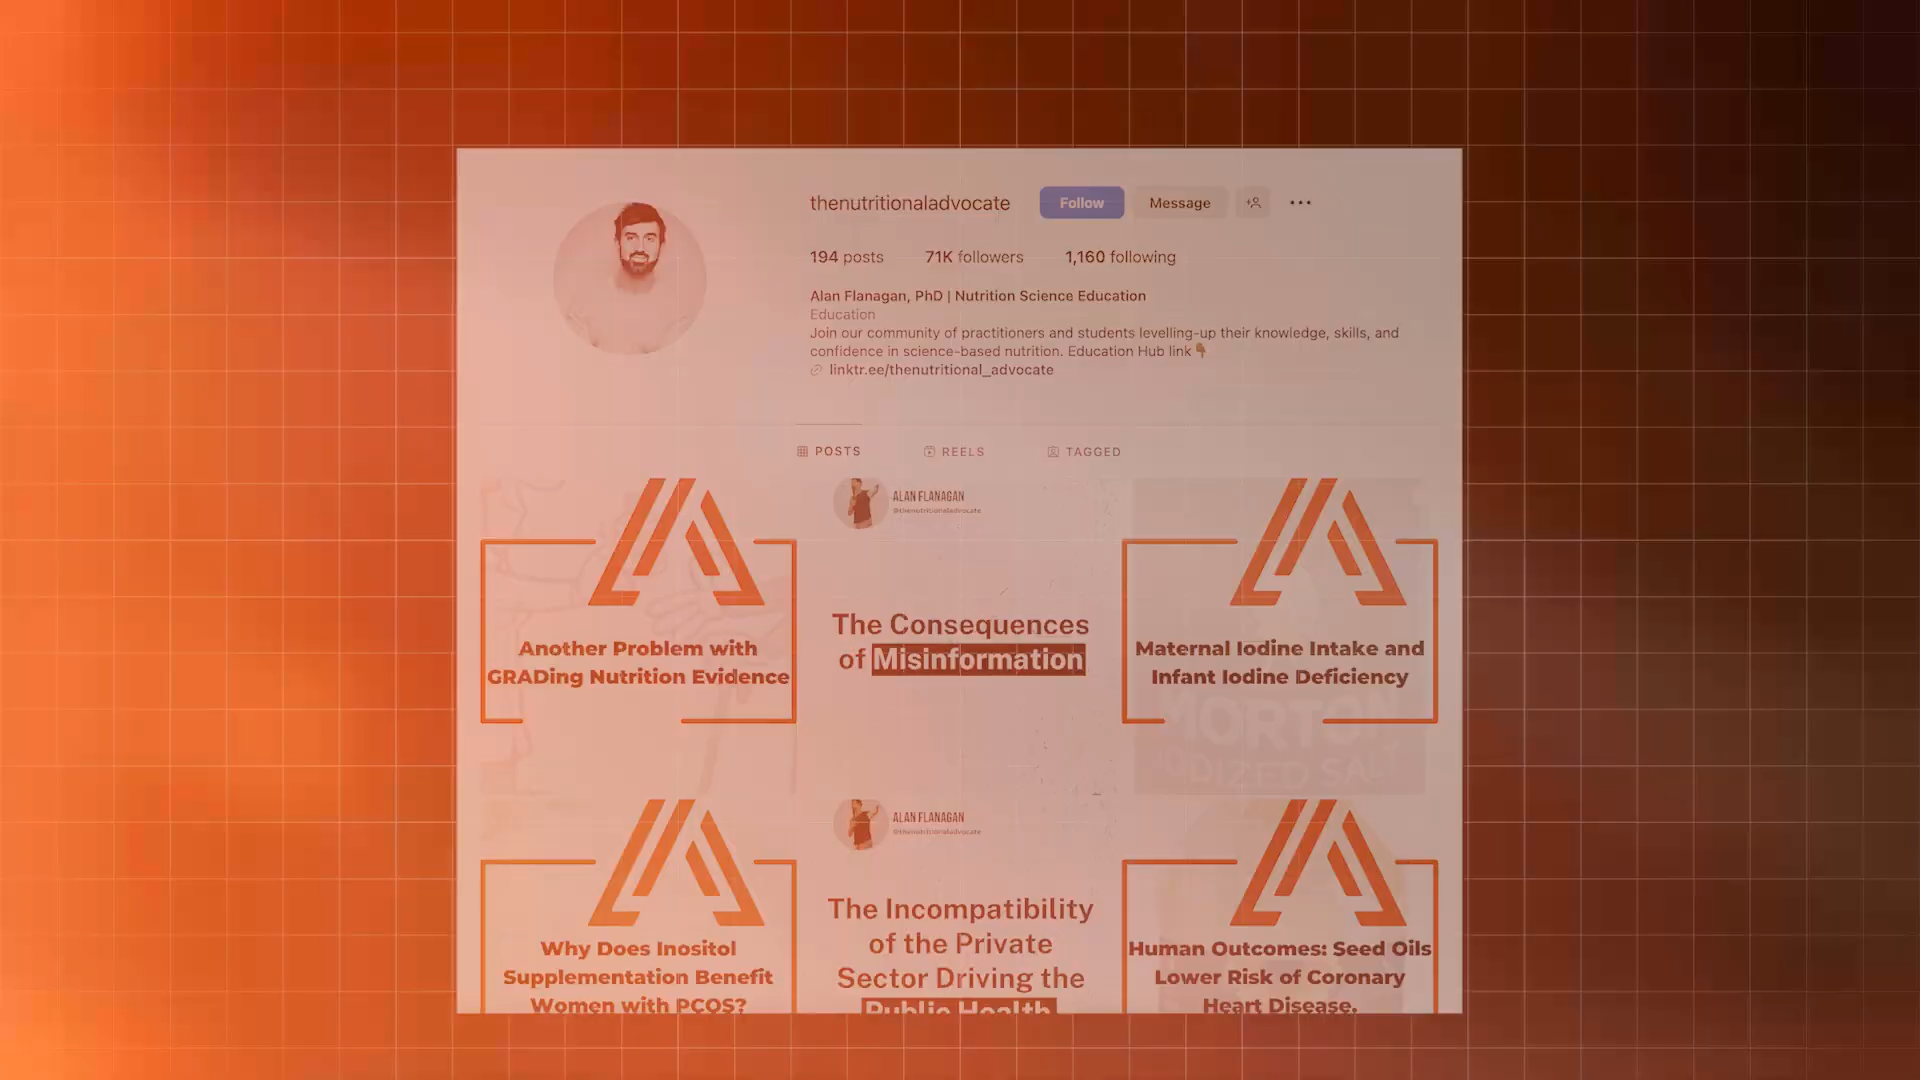 thenutritionaladvocate Follow Message
194 posts 71K followers 1,160 following
Alan Flanagan, PhD | Nutrition Science Education
Education
Join our community of practitioners and students levelling-up their knowledge, skills, and
confidence in science-based nutrition. Education Hub link
linktr.ee/thenutritional_advocate
POSTS REELS TAGGED
Another Problem with
GRADing Nutrition Evidence
ALAN FLANAGAN
@thenutritionaladvocate
The Consequences
of Misinformation
Maternal Iodine Intake and
Infant Iodine Deficiency
MORTON
IODIZED SALT
Why Does Inositol
Supplementation Benefit
Women with PCOS?
ALAN FLANAGAN
@thenutritionaladvocate
The Incompatibility
of the Private
Sector Driving the
Public Health
Human Outcomes: Seed Oils
Lower Risk of Coronary
Heart Disease.